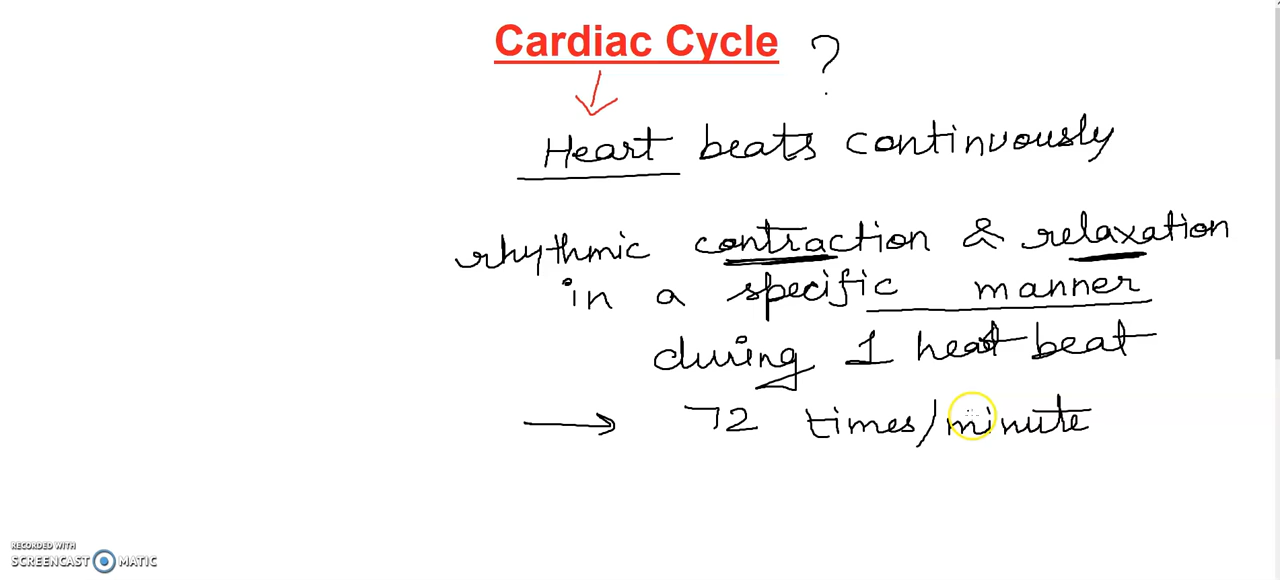 Cardiac Cycle ?
Heart beats continuously
rhythmic contraction & relaxation
in a specific manner
during 1 heart beat
→ 72 times/minute
RECORDED WITH
SCREENCAST MATIC